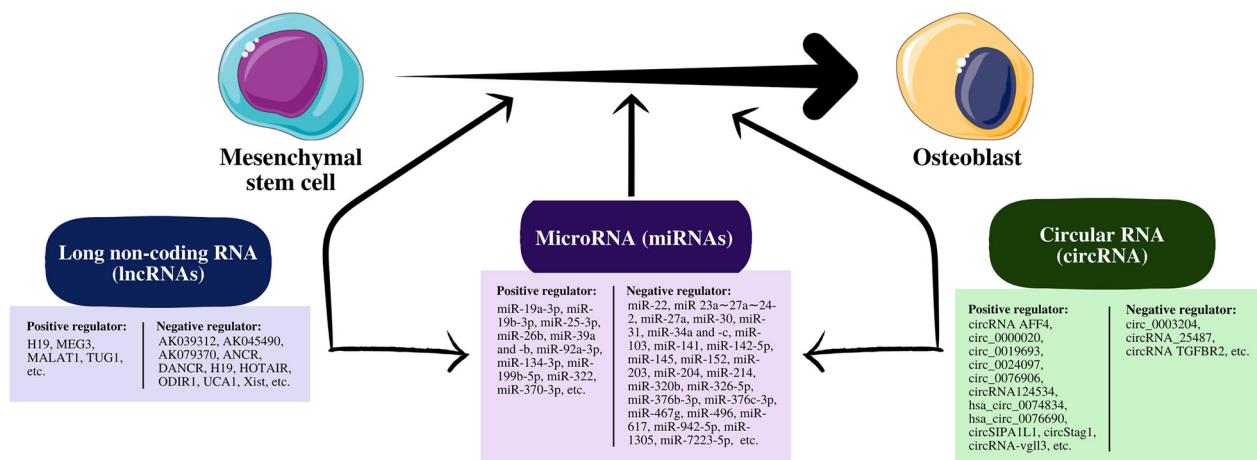 Mesenchymal
stem cell
Osteoblast
Long non-coding RNA
(lncRNAs)
Positive regulator:
H19, MEG3,
MALAT1, TUG1,
etc.
Negative regulator:
AK039312, AK045490,
AK079370, ANCR,
DANCR, H19, HOTAIR,
ODIR1, UCA1, Xist, etc.
MicroRNA (miRNAs)
Positive regulator:
miR-19a-3p, miR-
19b-3p, miR-25-3p,
miR-26b, miR-39a
and -b, miR-92a-3p,
miR-134-3p, miR-
199b-5p, miR-322,
miR-370-3p, etc.
Negative regulator:
miR-22, miR 23a~27a~24-
2, miR-27a, miR-30, miR-
31, miR-34a and -c, miR-
103, miR-141, miR-142-5p,
miR-145, miR-152, miR-
203, miR-204, miR-214,
miR-320b, miR-326-5p,
miR-376b-3p, miR-376c-3p,
miR-467g, miR-496, miR-
617, miR-942-5p, miR-
1305, miR-7223-5p, etc.
Circular RNA
(circRNA)
Positive regulator:
circRNA AFF4,
circ_0000020,
circ_0019693,
circ_0024097,
circ_0076906,
circRNA124534,
hsa_circ_0074834,
hsa_circ_0076690,
circSIPA1L1, circStag1,
circRNA-vgll3, etc.
Negative regulator:
circ_0003204,
circRNA_25487,
circRNA TGFBR2, etc.